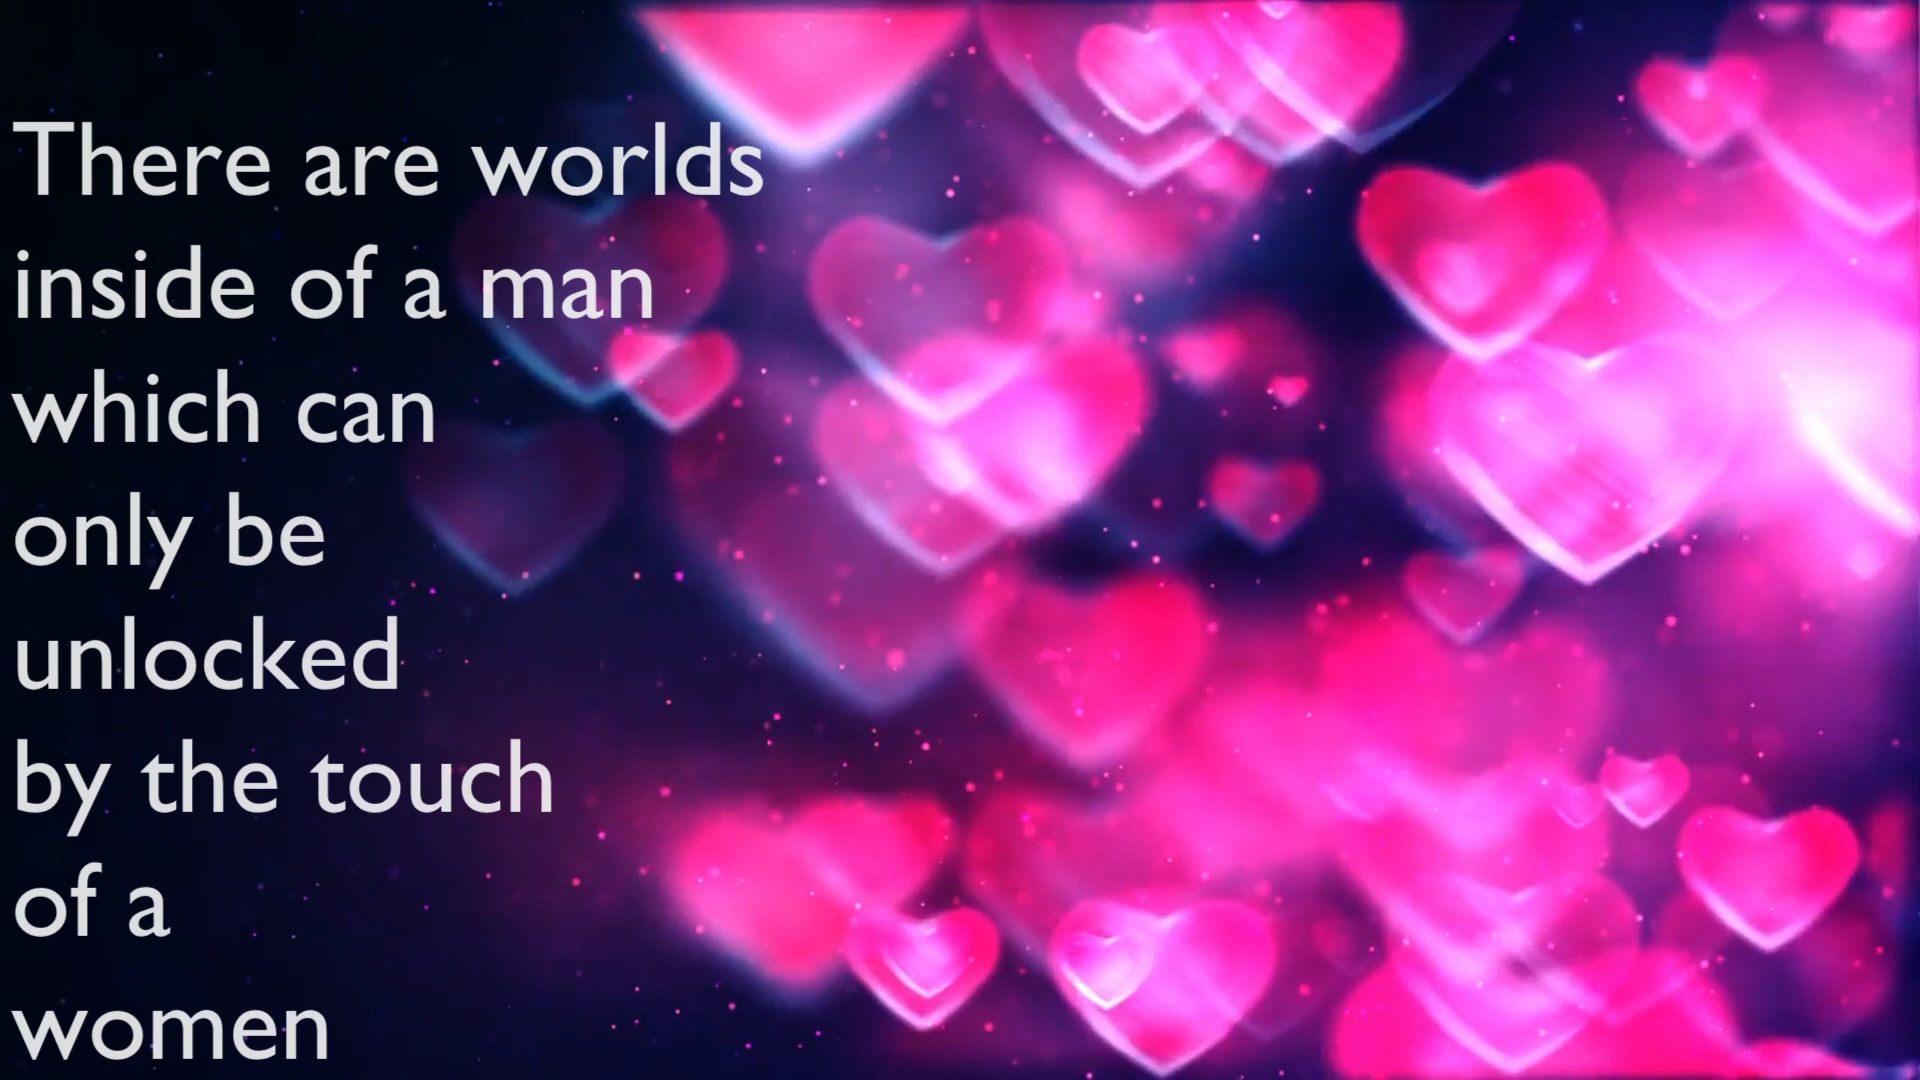 There are worlds
inside of a man
which can
only be
unlocked
by the touch
of a
women